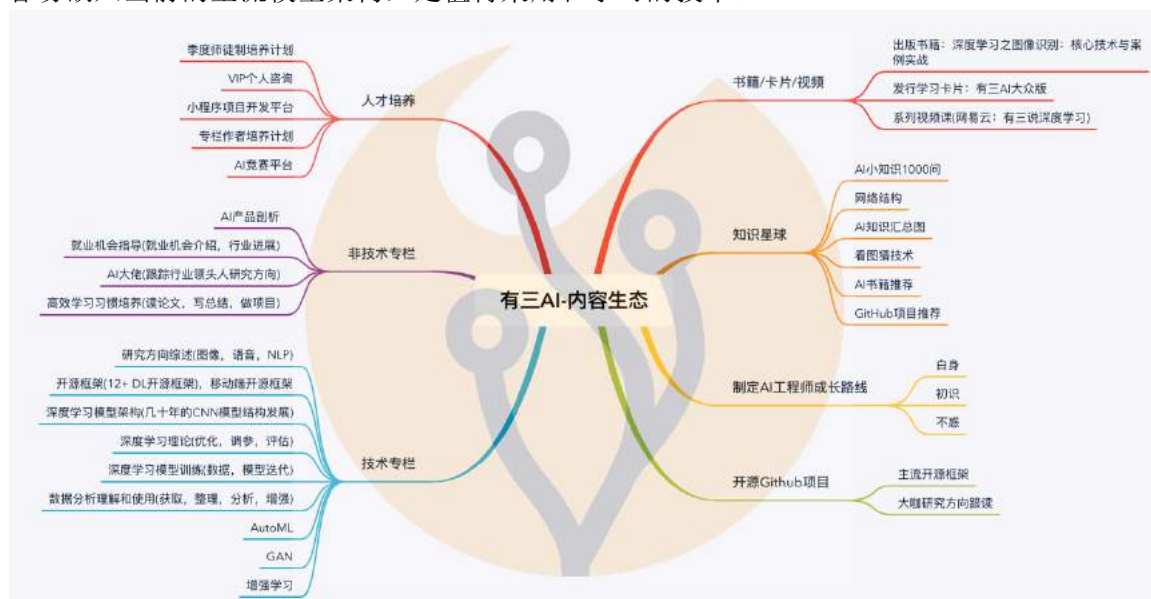 季度师徒制培养计划
VIP个人咨询
小程序项目开发平台
专栏作者培养计划
AI竞赛平台
人才培养
AI产品剖析
就业机会指导(就业机会介绍，行业进展)
AI大佬(跟踪行业领头人研究方向)
高效学习习惯培养(读论文，写总结，做项目)
非技术专栏
研究方向综述(图像，语音，NLP)
开源框架(12+ DL开源框架)，移动端开源框架
深度学习模型架构(几十年的CNN模型结构发展)
深度学习理论(优化，调参，评估)
深度学习模型训练(数据，模型迭代)
数据分析理解和使用(获取，整理，分析，增强)
AutoML
GAN
增强学习
技术专栏
有三AI-内容生态
书籍/卡片/视频
出版书籍：深度学习之图像识别：核心技术与案
例实战
发行学习卡片：有三AI大众版
系列视频课(网易云：有三说深度学习)
知识星球
AI小知识1000问
网络结构
AI知识汇总图
看图猜技术
AI书籍推荐
GitHub项目推荐
制定AI工程师成长路线
白身
初识
不惑
开源Github项目
主流开源框架
大咖研究方向跟读